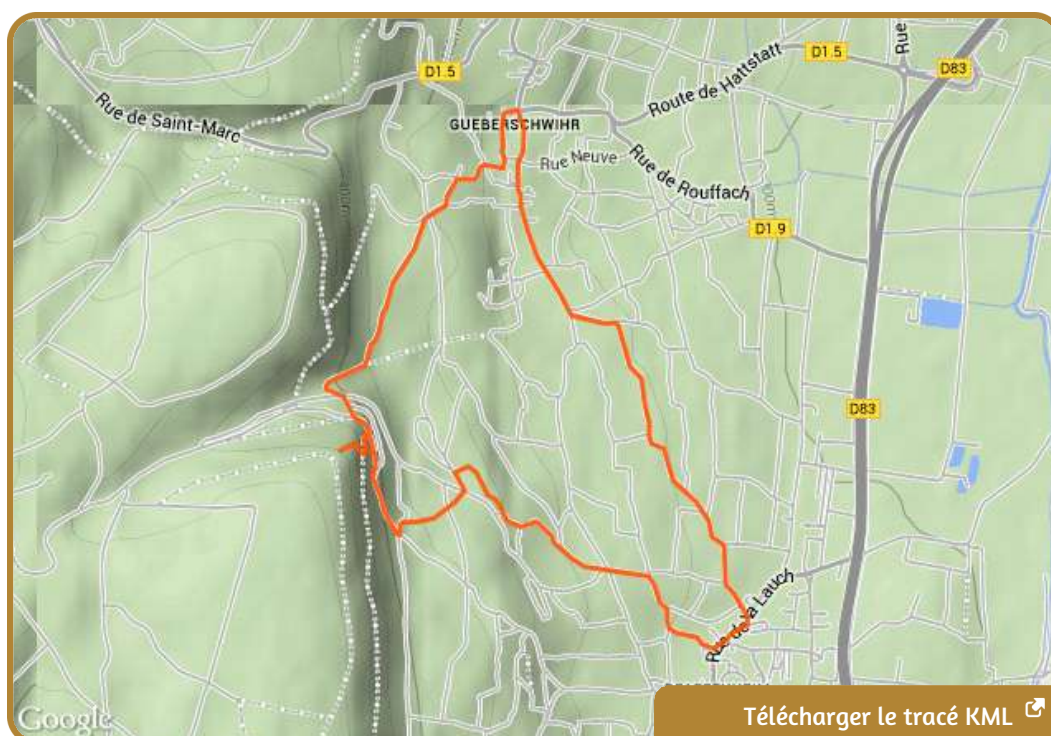 D1.5
Rue de Saint-Marc
GUEBERSCHWIHR
Route de Hattstatt
D1.5
Rue
D83
Rue Neuve
Rue de Rouffach
D1.9
D83
Rue de la Lauch
Google
Télécharger le tracé KML